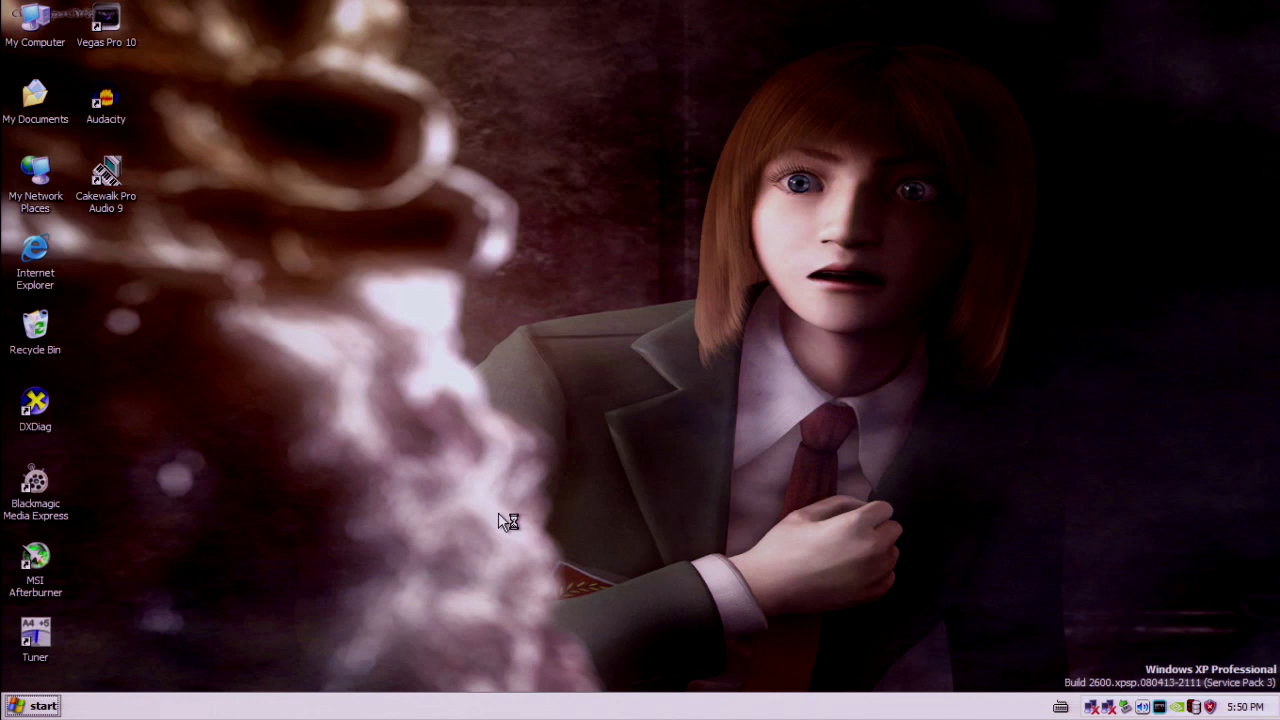 My Computer
Vegas Pro 10
My Documents
Audacity
My Network
Places
Cakewalk Pro
Audio 9
Internet
Explorer
Recycle Bin
DXDiag
Blackmagic
Media Express
MSI
Afterburner
A4 +5
Tuner
Windows XP Professional
Build 2600.xpsp.080413-2111 (Service Pack 3)
start
5:50 PM